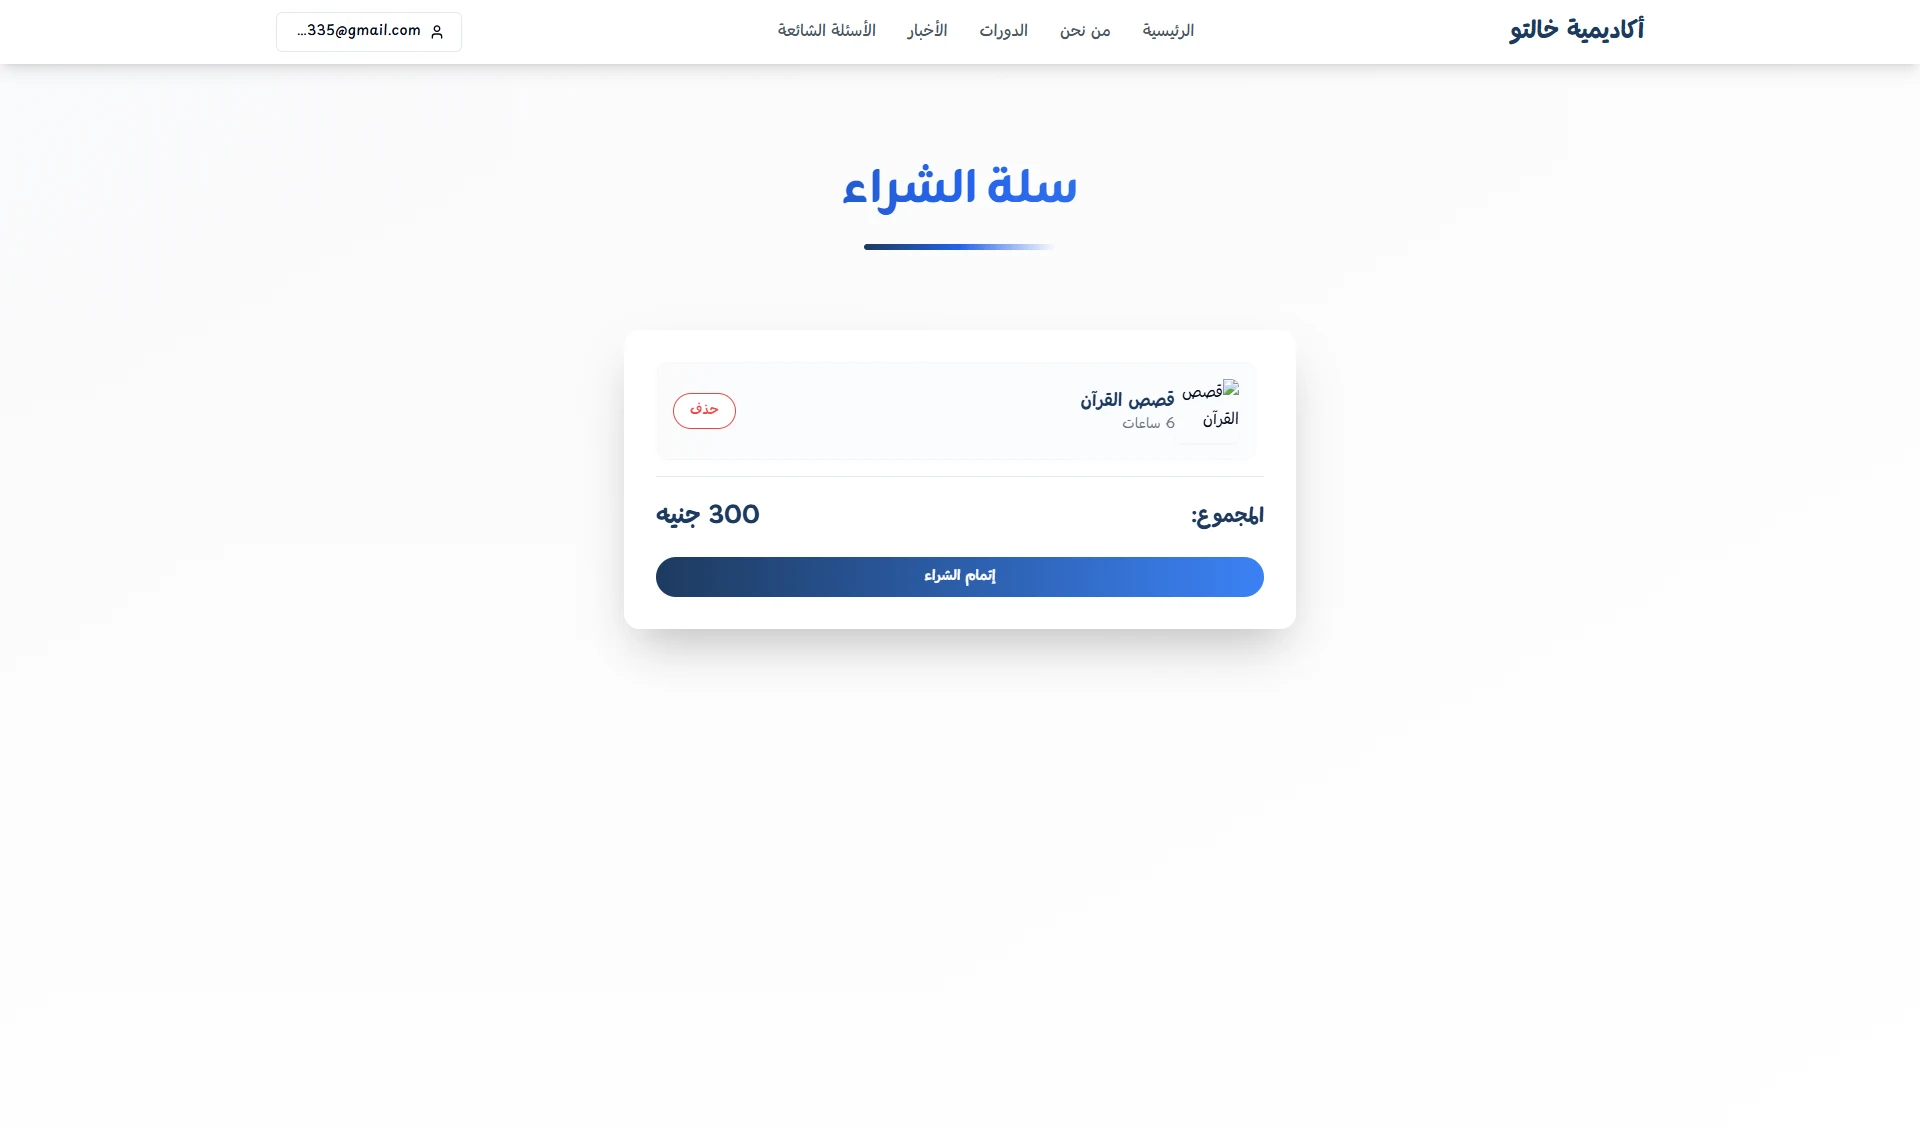 أكاديمية خالتو
الرئيسية
من نحن
الدورات
الأخبار
الأسئلة الشائعة
...335@gmail.com
سلة الشراء
قصص القرآن
قصص القرآن
6 ساعات
حذف
المجموع:
300 جنيه
إتمام الشراء